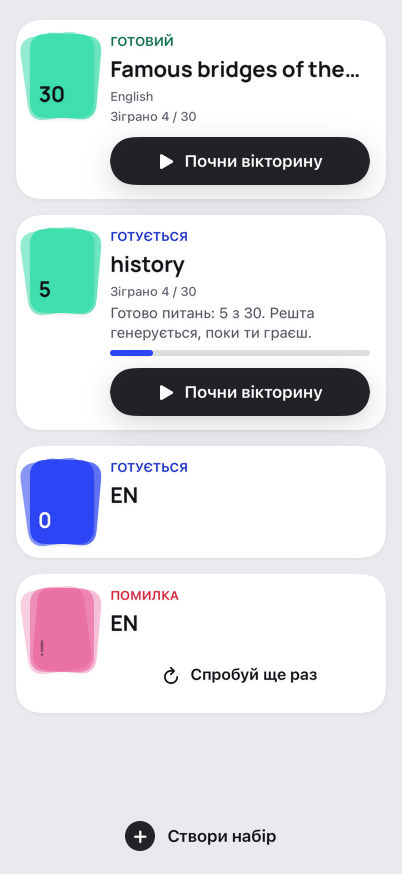 ГОТОВИЙ
30
Famous bridges of the…
English
Зіграно 4 / 30
Почни вікторину
ГОТУЄТЬСЯ
5
history
Зіграно 4 / 30
Готово питань: 5 з 30. Решта
генерується, поки ти граєш.
Почни вікторину
ГОТУЄТЬСЯ
0
EN
ПОМИЛКА
!
EN
Спробуй ще раз
Створи набір